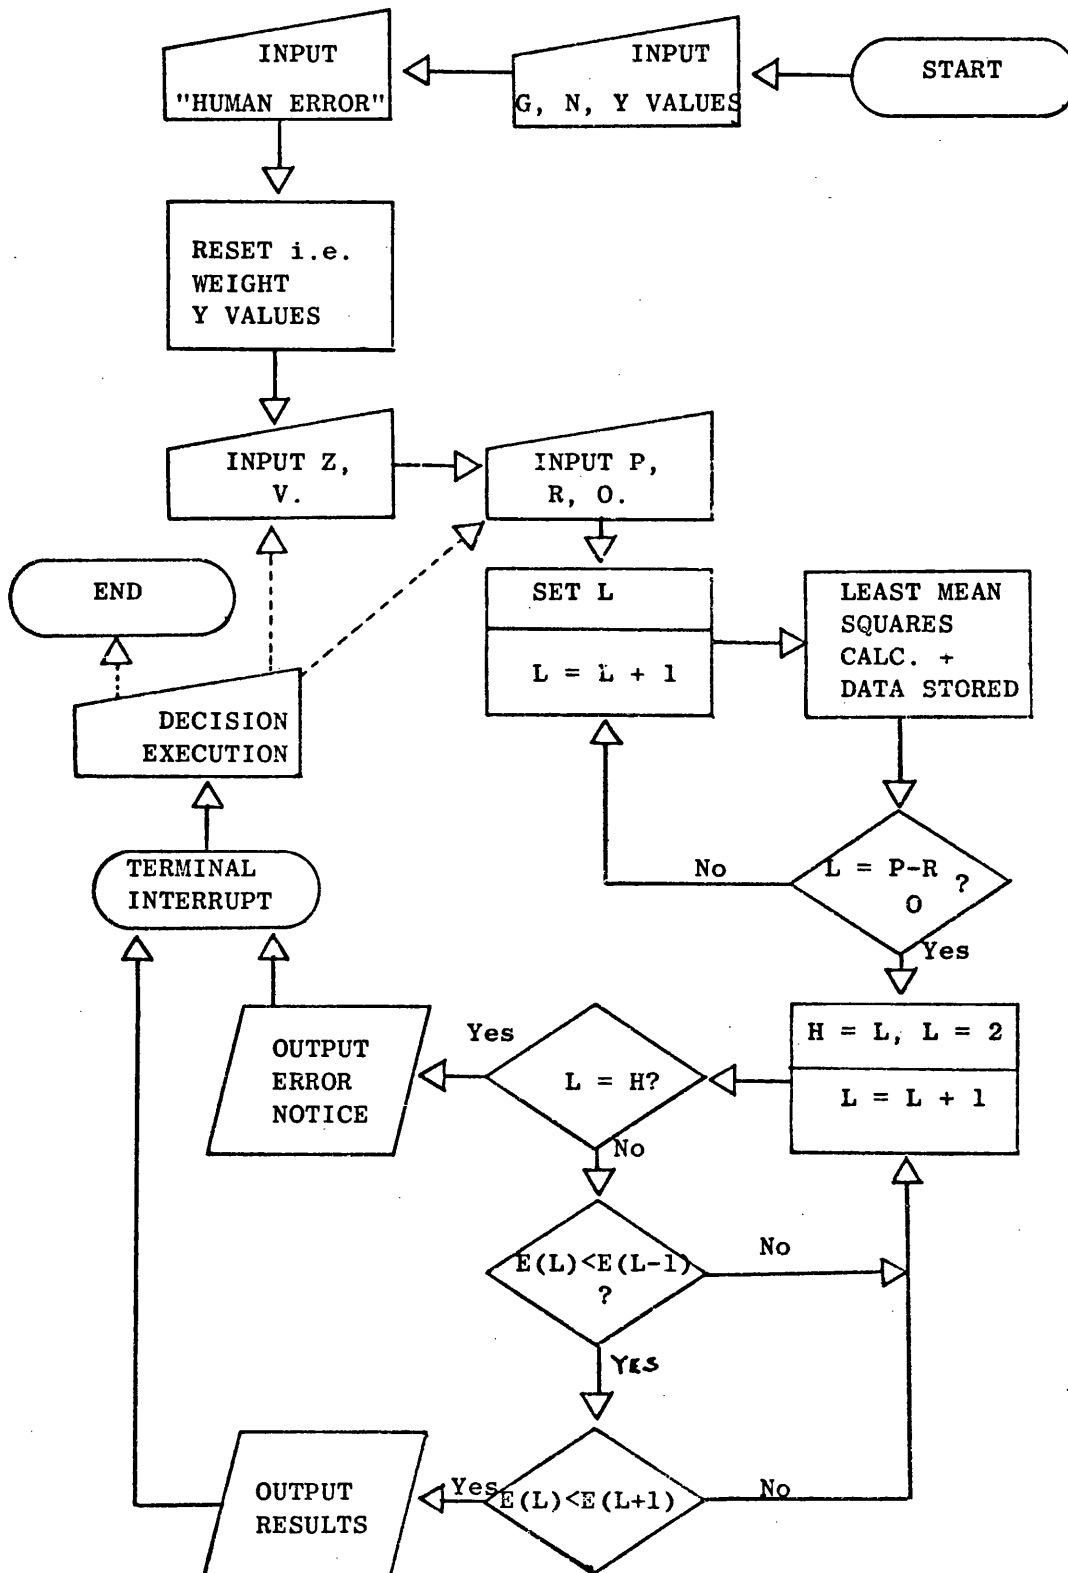 START
INPUT
G, N, Y VALUES
INPUT
"HUMAN ERROR"
RESET i.e.
WEIGHT
Y VALUES
INPUT Z,
V.
INPUT P,
R, O.
SET L
L = L + 1
LEAST MEAN
SQUARES
CALC. +
DATA STORED
L = P-R ?
O
No
Yes
H = L, L = 2
L = L + 1
L = H?
Yes
No
OUTPUT
ERROR
NOTICE
E(L)<E(L-1)
?
No
YES
E(L)<E(L+1)
No
Yes
OUTPUT
RESULTS
TERMINAL
INTERRUPT
DECISION
EXECUTION
END